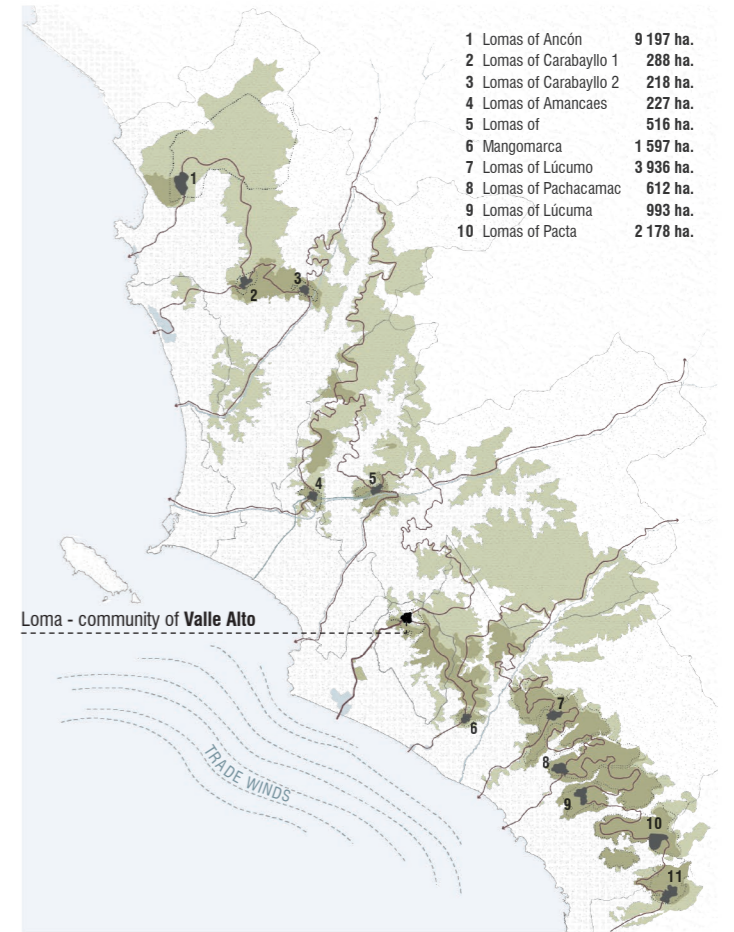 1 Lomas of Ancón 9 197 ha.
2 Lomas of Carabayllo 1 288 ha.
3 Lomas of Carabayllo 2 218 ha.
4 Lomas of Amancaes 227 ha.
5 Lomas of 516 ha.
6 Mangomarca 1 597 ha.
7 Lomas of Lúcumo 3 936 ha.
8 Lomas of Pachacamac 612 ha.
9 Lomas of Lúcuma 993 ha.
10 Lomas of Pacta 2 178 ha.
1
2
3
4
5
Loma - community of Valle Alto
6
7
8
9
10
11
TRADE WINDS